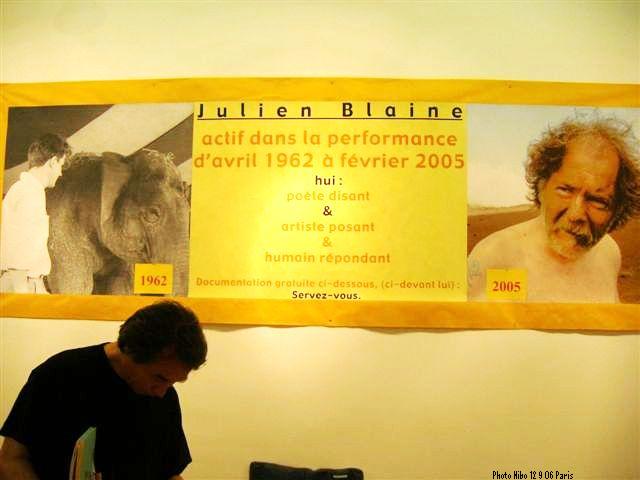 Julien Blaine
actif dans la performance
d'avril 1962 à février 2005
hui :
poète disant
&
artiste posant
&
humain répondant
Documentation gratuite ci-dessous, (ci-devant lui) :
Servez-vous.
1962
2005
Photo Hibo 12 9 06 Paris